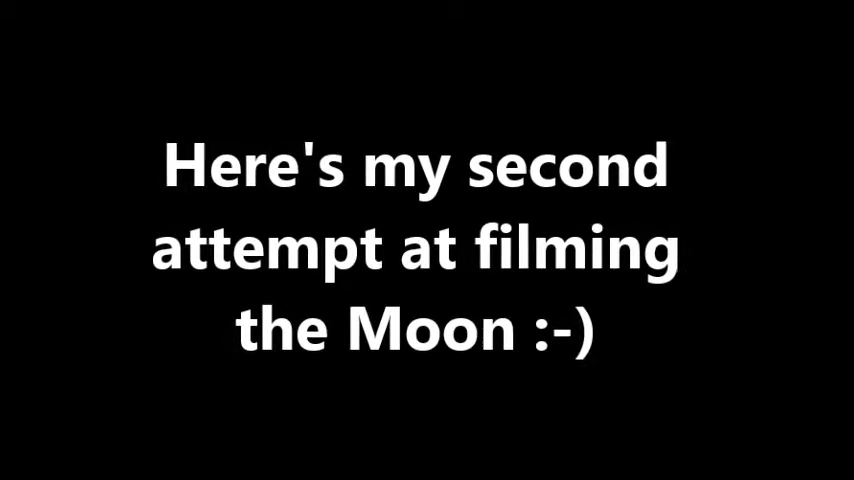 Here's my second
attempt at filming
the Moon :-)